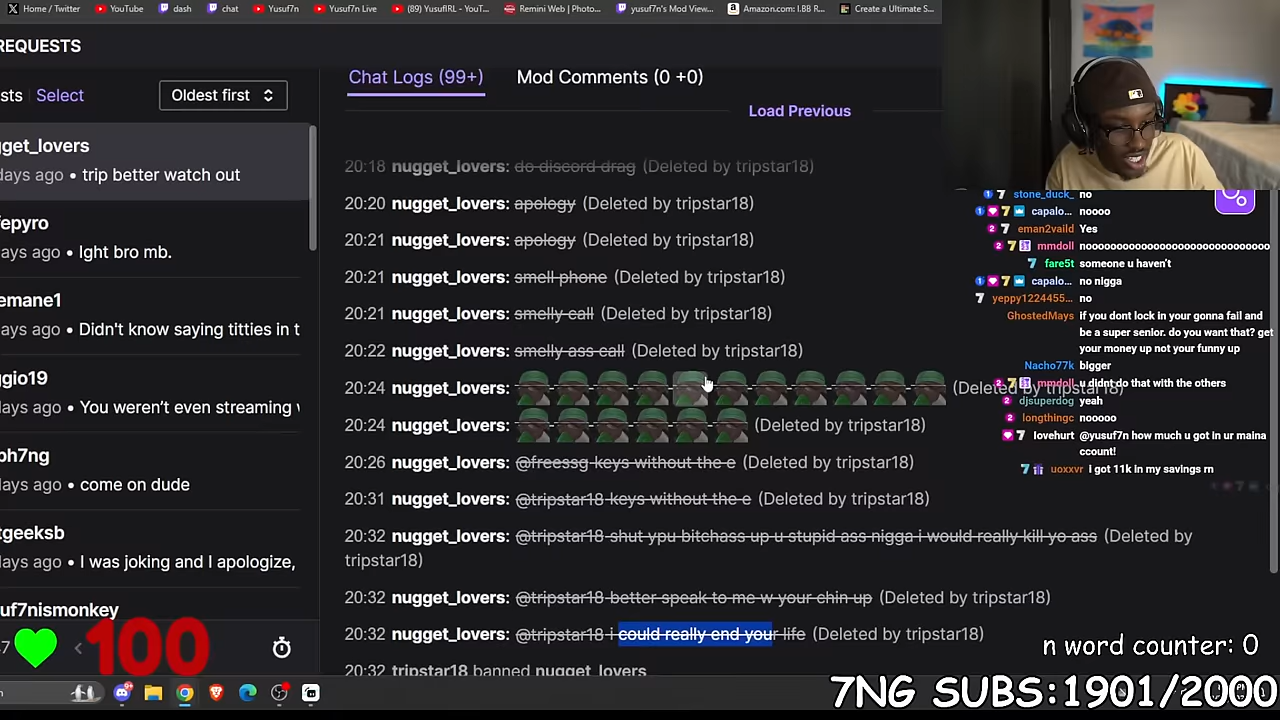 Home / Twitter YouTube dash chat Yusuf7n Yusuf7n Live (89) YusufIRL - YouT... Remini Web | Photo... yusuf7n's Mod View... Amazon.com: I.BB R... Create a Ultimate S...
REQUESTS
sts Select Oldest first
Chat Logs (99+) Mod Comments (0 +0)
Load Previous
gget_lovers
days ago • trip better watch out
fepyro
days ago • Ight bro mb.
emane1
days ago • Didn't know saying titties in t
ggio19
days ago • You weren't even streaming
ph7ng
days ago • come on dude
tgeeksb
days ago • I was joking and I apologize,
uf7nismonkey
20:18 nugget_lovers: do discord drag (Deleted by tripstar18)
20:20 nugget_lovers: apology (Deleted by tripstar18)
20:21 nugget_lovers: apology (Deleted by tripstar18)
20:21 nugget_lovers: smell phone (Deleted by tripstar18)
20:21 nugget_lovers: smelly call (Deleted by tripstar18)
20:22 nugget_lovers: smelly ass call (Deleted by tripstar18)
20:24 nugget_lovers: (Deleted by tripstar18)
20:24 nugget_lovers: (Deleted by tripstar18)
20:26 nugget_lovers: @freessg keys without the e (Deleted by tripstar18)
20:31 nugget_lovers: @tripstar18 keys without the e (Deleted by tripstar18)
20:32 nugget_lovers: @tripstar18 shut ypu bitchass up u stupid ass nigga i would really kill yo ass (Deleted by
tripstar18)
20:32 nugget_lovers: @tripstar18 better speak to me w your chin up (Deleted by tripstar18)
20:32 nugget_lovers: @tripstar18 i could really end your life (Deleted by tripstar18)
20:32 tripstar18 banned nugget_lovers
stone_duck_ no
capalo... noooo
eman2vaild Yes
mmdoll nooooooooooooooooooooooooooooo
fare5t someone u haven't
capalo... no nigga
yeppy1224455... no
GhostedMays if you dont lock in your gonna fail and
be a super senior. do you want that? get
your money up not your funny up
Nacho77k bigger
mmdoll u didnt do that with the others
djsuperdog yeah
longthingc nooooo
lovehurt @yusuf7n how much u got in ur maina
ccount!
uoxxvr I got 11k in my savings rn
100
n word counter: 0
7NG SUBS:1901/2000